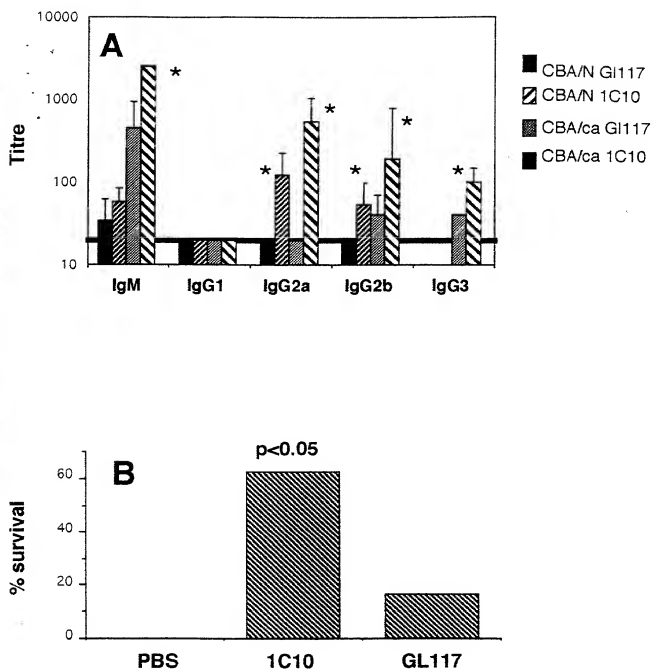 A
Titre
10000
1000
100
10
*
*
*
*
*
*
IgM
IgG1
IgG2a
IgG2b
IgG3
CBA/N Gl117
CBA/N 1C10
CBA/ca Gl117
CBA/ca 1C10
B
p<0.05
% survival
60
40
20
0
PBS
1C10
GL117